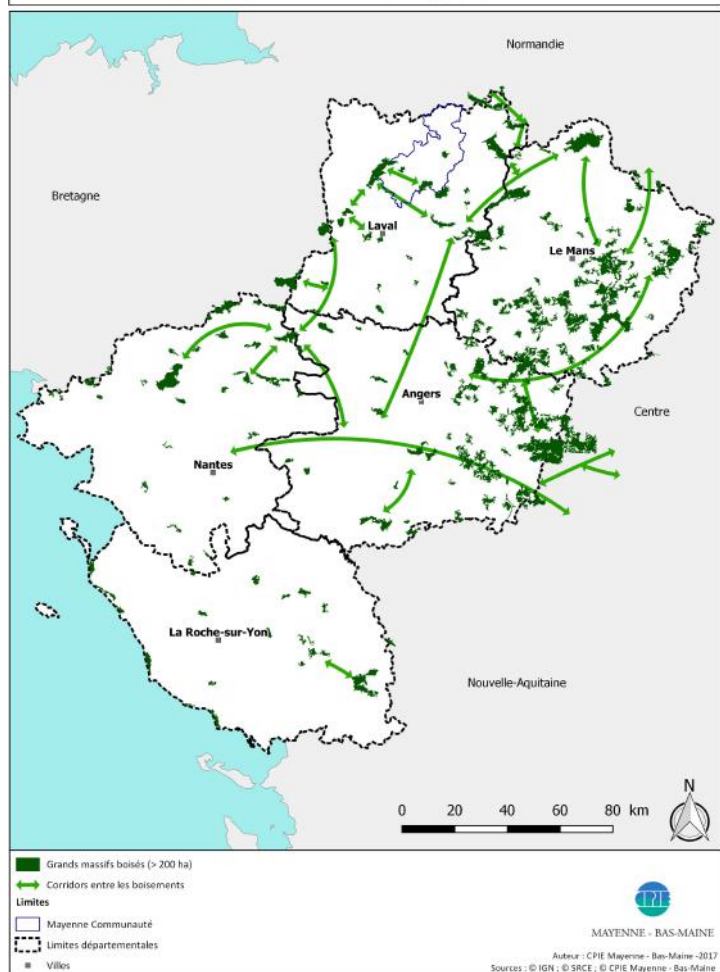 Normandie
Bretagne
Laval
Le Mans
Angers
Centre
Nantes
La Roche-sur-Yon
Nouvelle-Aquitaine
N
0 20 40 60 80 km
Grands massifs boisés (> 200 ha)
Corridors entre les boisements
Limites
Mayenne Communauté
Limites départementales
Villes
CPIE
MAYENNE - BAS-MAINE
Auteur : CPIE Mayenne - Bas-Maine -2017
Sources : © IGN ; © SRCE ; © CPIE Mayenne - Bas-Maine